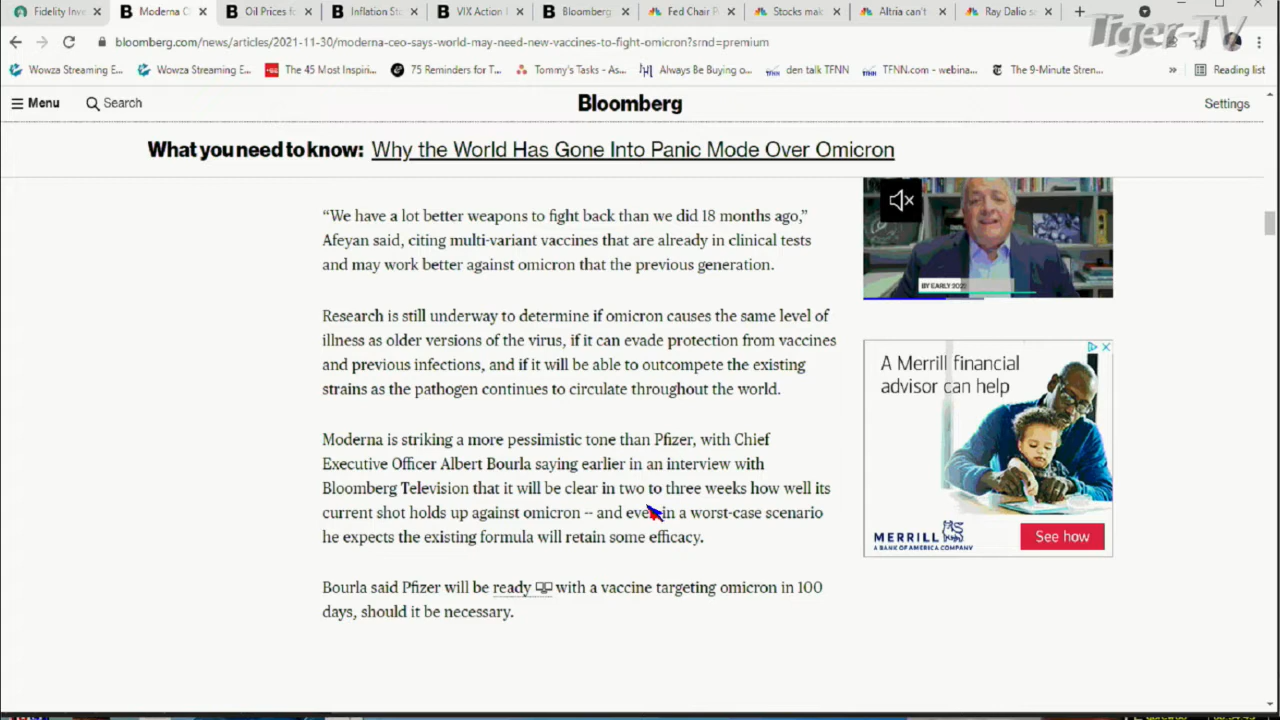 Fidelity Inve
Moderna C
Oil Prices fo
Inflation Sto
VIX Action I
Bloomberg
Fed Chair P
Stocks mak
Altria can't
Ray Dalio s
Tiger-TV
bloomberg.com/news/articles/2021-11-30/moderna-ceo-says-world-may-need-new-vaccines-to-fight-omicron?srnd=premium
Wowza Streaming E...
Wowza Streaming E...
The 45 Most Inspiri...
75 Reminders for T...
Tommy's Tasks - As...
Always Be Buying o...
den talk TFNN
TFNN.com - webina...
The 9-Minute Stren...
»
Reading list
Menu
Search
Bloomberg
Settings
What you need to know: Why the World Has Gone Into Panic Mode Over Omicron
“We have a lot better weapons to fight back than we did 18 months ago,”
Afeyan said, citing multi-variant vaccines that are already in clinical tests
and may work better against omicron that the previous generation.
BY EARLY 2022
Research is still underway to determine if omicron causes the same level of
illness as older versions of the virus, if it can evade protection from vaccines
and previous infections, and if it will be able to outcompete the existing
strains as the pathogen continues to circulate throughout the world.
A Merrill financial
advisor can help
Moderna is striking a more pessimistic tone than Pfizer, with Chief
Executive Officer Albert Bourla saying earlier in an interview with
Bloomberg Television that it will be clear in two to three weeks how well its
current shot holds up against omicron -- and even in a worst-case scenario
he expects the existing formula will retain some efficacy.
MERRILL
A BANK OF AMERICA COMPANY
See how
Bourla said Pfizer will be ready with a vaccine targeting omicron in 100
days, should it be necessary.